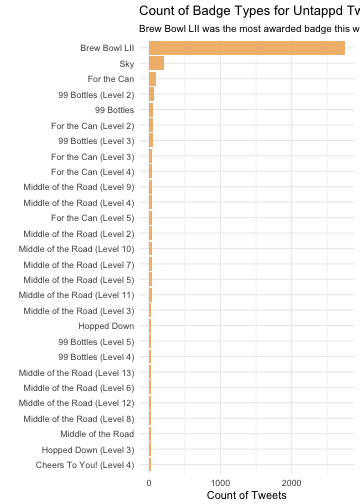 Count of Badge Types for Untappd Tw
Brew Bowl LII was the most awarded badge this w
Brew Bowl LII
Sky
For the Can
99 Bottles (Level 2)
99 Bottles
For the Can (Level 2)
99 Bottles (Level 3)
For the Can (Level 3)
For the Can (Level 4)
Middle of the Road (Level 9)
Middle of the Road (Level 4)
For the Can (Level 5)
Middle of the Road (Level 2)
Middle of the Road (Level 10)
Middle of the Road (Level 7)
Middle of the Road (Level 5)
Middle of the Road (Level 11)
Middle of the Road (Level 3)
Hopped Down
99 Bottles (Level 5)
99 Bottles (Level 4)
Middle of the Road (Level 13)
Middle of the Road (Level 6)
Middle of the Road (Level 12)
Middle of the Road (Level 8)
Middle of the Road
Hopped Down (Level 3)
Cheers To You! (Level 4)
0 1000 2000
Count of Tweets